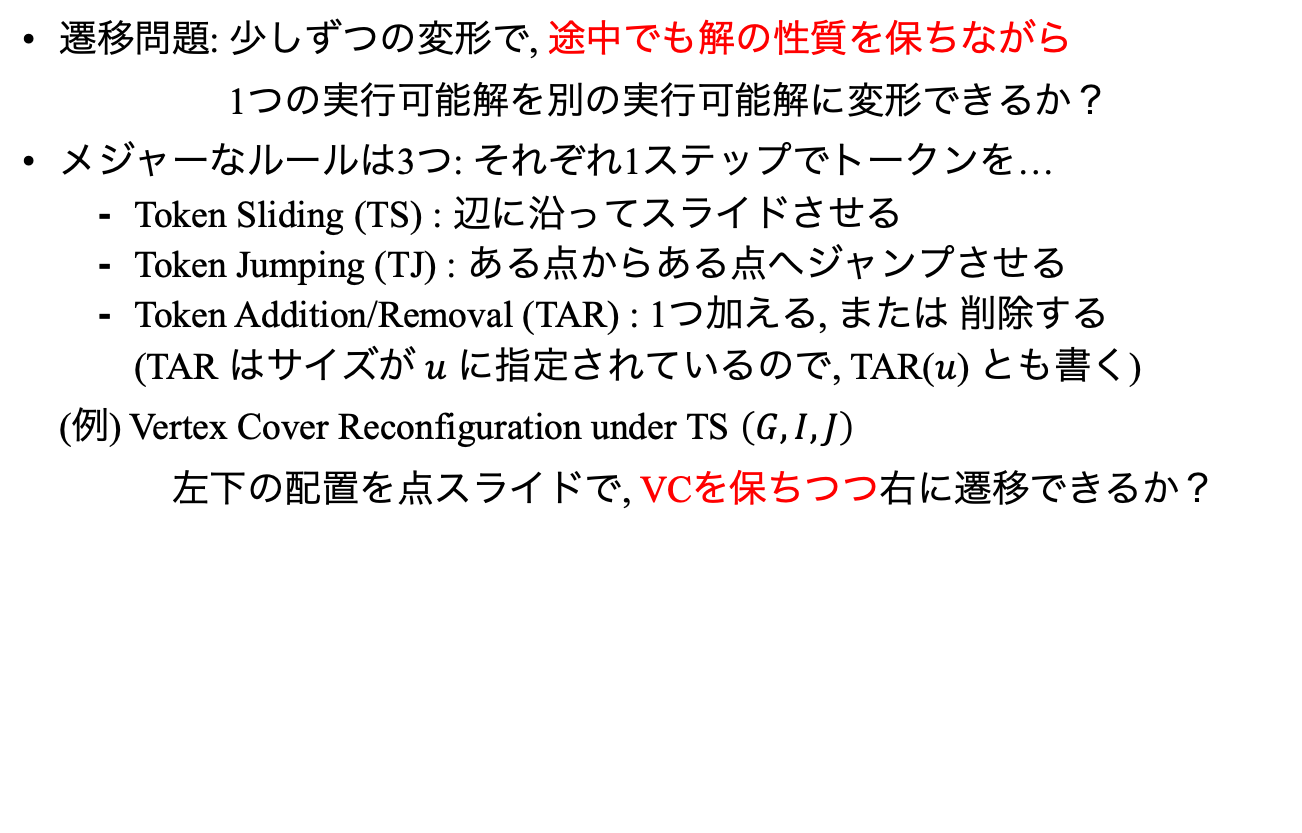 • 遷移問題: 少しずつの変形で, 途中でも解の性質を保ちながら
1つの実行可能解を別の実行可能解に変形できるか？
• メジャーなルールは3つ: それぞれ1ステップでトークンを…
- Token Sliding (TS) : 辺に沿ってスライドさせる
- Token Jumping (TJ) : ある点からある点へジャンプさせる
- Token Addition/Removal (TAR) : 1つ加える, または 削除する
(TAR はサイズが 𝑢 に指定されているので, TAR(𝑢) とも書く)
(例) Vertex Cover Reconfiguration under TS (𝐺, 𝐼, 𝐽)
左下の配置を点スライドで, VCを保ちつつ右に遷移できるか？